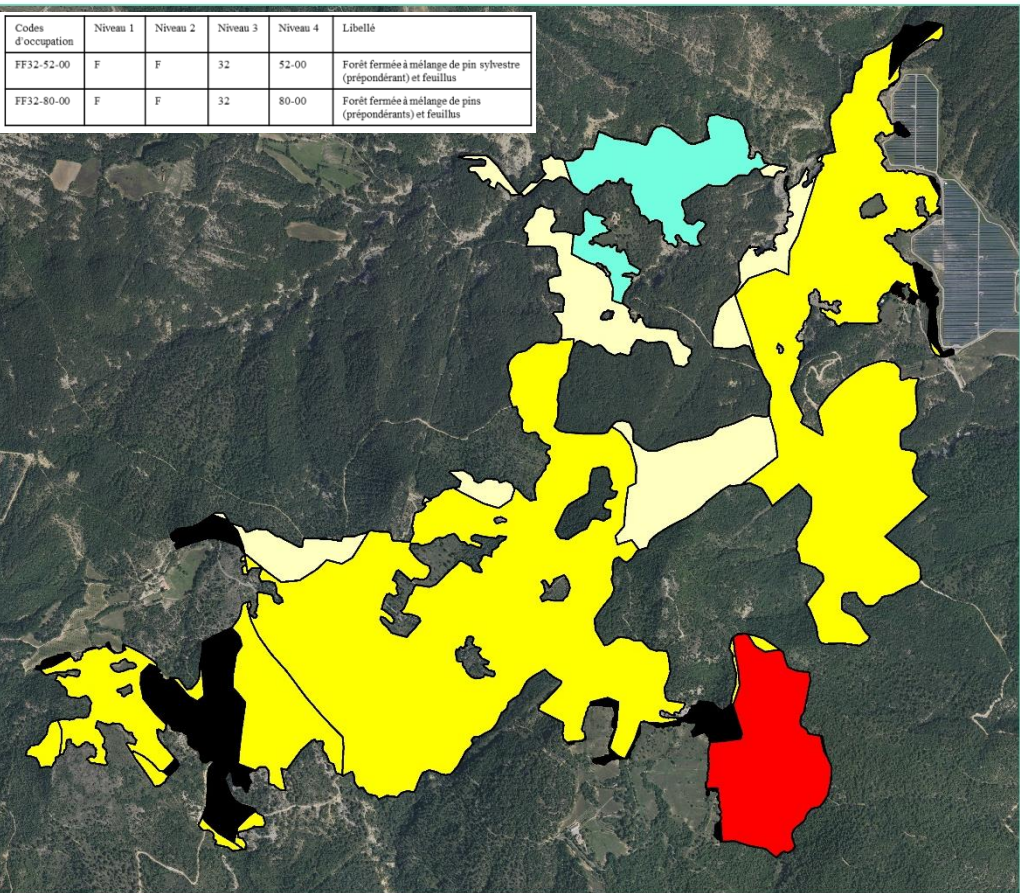 Codes d'occupation Niveau 1 Niveau 2 Niveau 3 Niveau 4 Libellé
FF32-52-00 F F 32 52-00 Forêt fermée à mélange de pin sylvestre
(prépondérant) et feuillus
FF32-80-00 F F 32 80-00 Forêt fermée à mélange de pins
(prépondérants) et feuillus